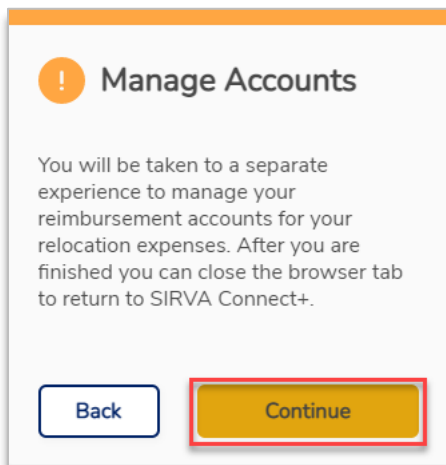 !
Manage Accounts
You will be taken to a separate
experience to manage your
reimbursement accounts for your
relocation expenses. After you are
finished you can close the browser tab
to return to SIRVA Connect+.
Back Continue